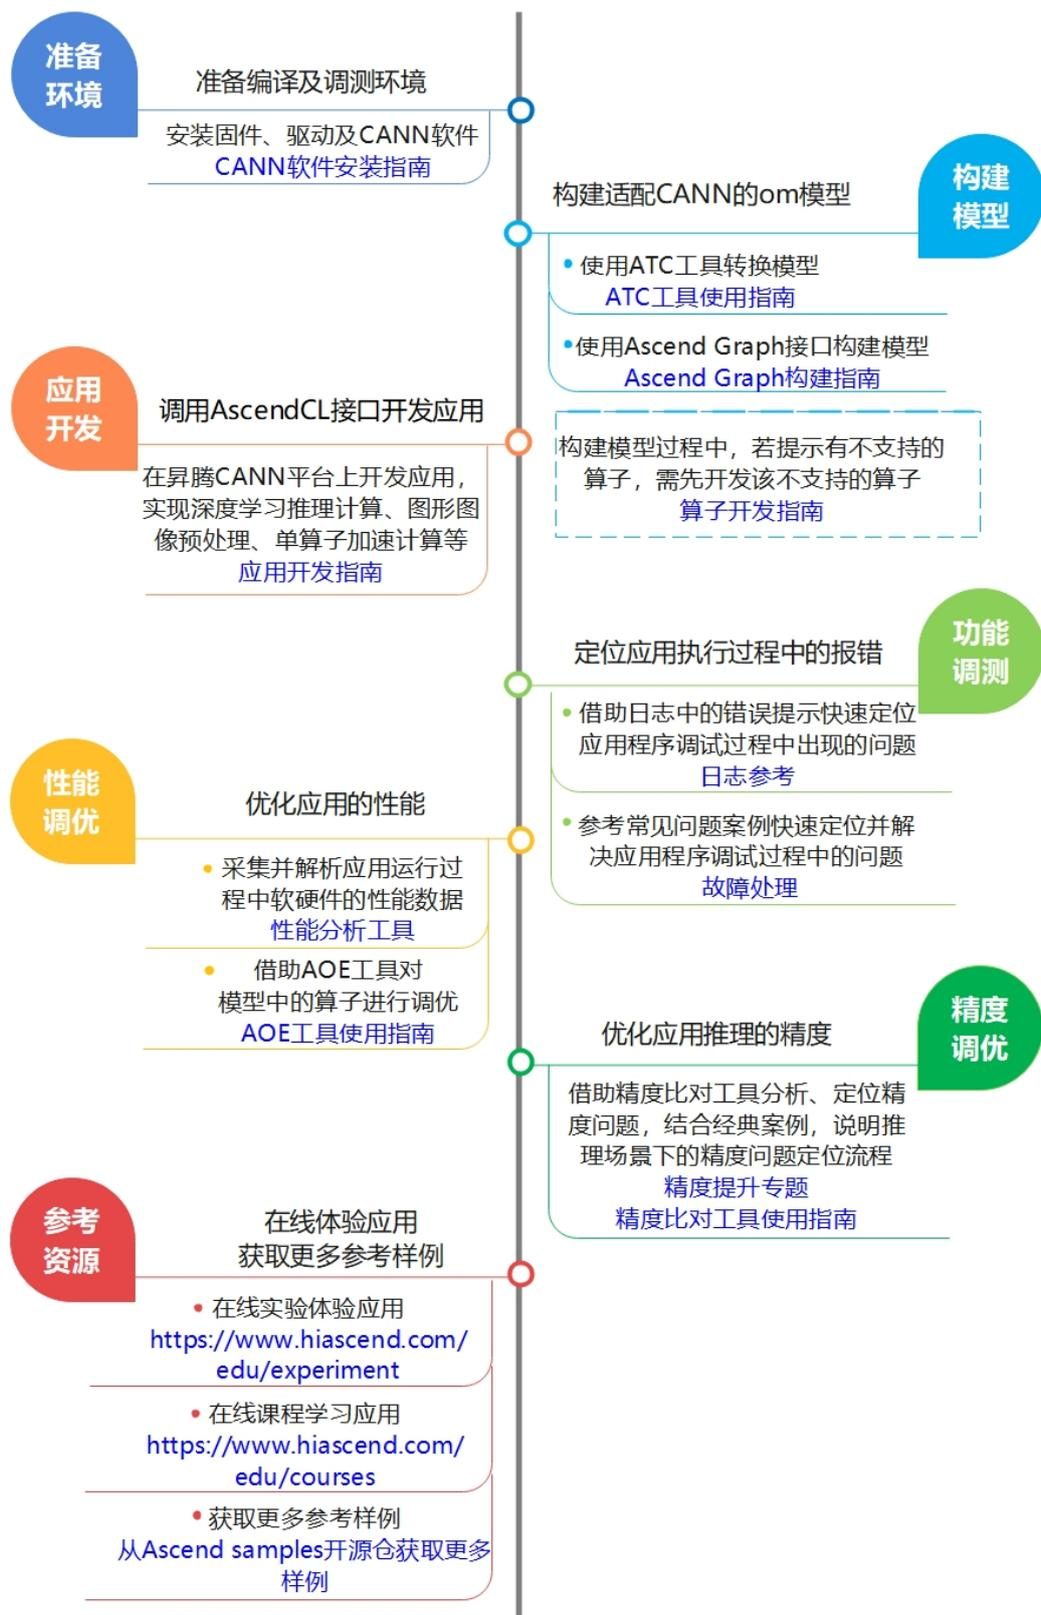 准备
环境
准备编译及调测环境
安装固件、驱动及CANN软件
CANN软件安装指南
构建
模型
构建适配CANN的om模型
使用ATC工具转换模型
ATC工具使用指南
使用Ascend Graph接口构建模型
Ascend Graph构建指南
构建模型过程中，若提示有不支持的
算子，需先开发该不支持的算子
算子开发指南
应用
开发
调用AscendCL接口开发应用
在昇腾CANN平台上开发应用，
实现深度学习推理计算、图形图
像预处理、单算子加速计算等
应用开发指南
功能
调测
定位应用执行过程中的报错
借助日志中的错误提示快速定位
应用程序调试过程中出现的问题
日志参考
参考常见问题案例快速定位并解
决应用程序调试过程中的问题
故障处理
性能
调优
优化应用的性能
采集并解析应用运行过
程中软硬件的性能数据
性能分析工具
借助AOE工具对
模型中的算子进行调优
AOE工具使用指南
精度
调优
优化应用推理的精度
借助精度比对工具分析、定位精
度问题，结合经典案例，说明推
理场景下的精度问题定位流程
精度提升专题
精度比对工具使用指南
参考
资源
在线体验应用
获取更多参考样例
在线实验体验应用
https://www.hiascend.com/
edu/experiment
在线课程学习应用
https://www.hiascend.com/
edu/courses
获取更多参考样例
从Ascend samples开源仓获取更多
样例